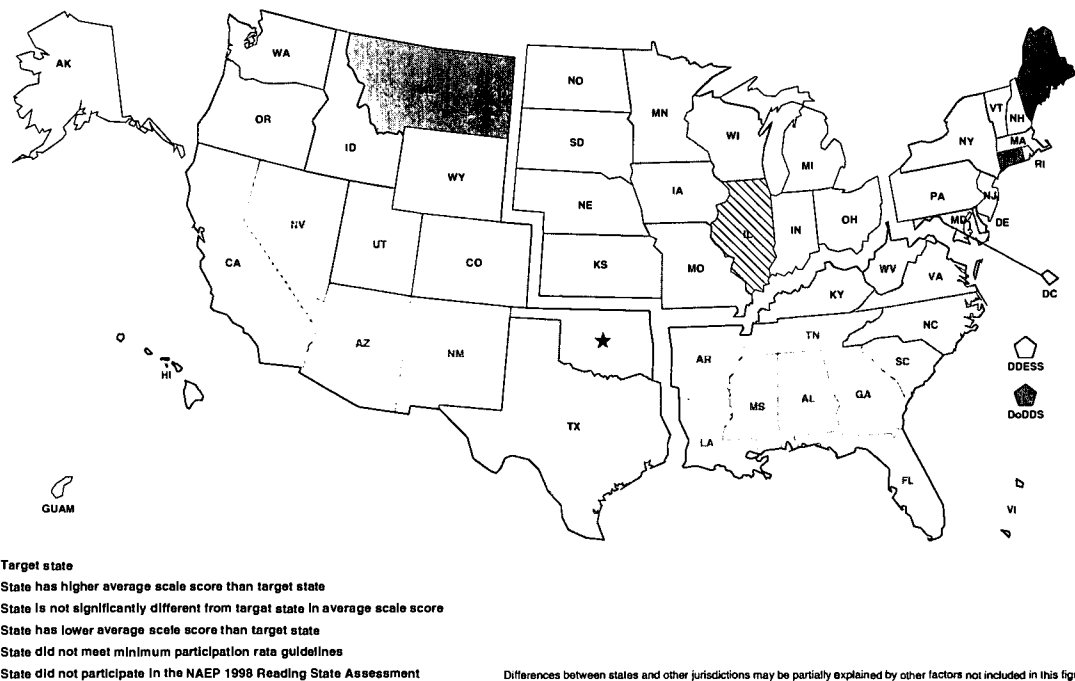 AK
WA
OR
ID
WY
NV
UT
CO
CA
AZ
NM
HI
GUAM
NO
SD
NE
KS
TX
MN
IA
MO
WI
IL
MI
IN
OH
KY
WV
VA
TN
NC
SC
AR
MS
AL
GA
LA
FL
NY
PA
VT
NH
MA
RI
NJ
MD
DE
DC
DDESS
DoDDS
VI
Target state
State has higher average scale score than target state
State is not significantly different from targat state in average scale score
State has lower average scele score than target state
State did not meet minimum participation rata guidelines
State did not participate in the NAEP 1998 Reading State Assessment
Differences between states and other jurisdictions may be partially explained by other factors not included in this fig